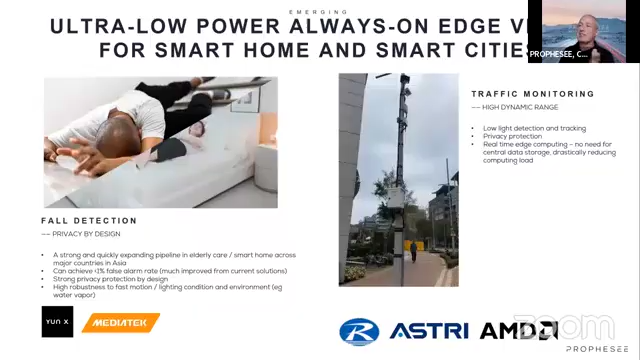 EMERGING
ULTRA-LOW POWER ALWAYS-ON EDGE
FOR SMART HOME AND SMART CITIES
PROPHESEE, C...
TRAFFIC MONITORING
—— HIGH DYNAMIC RANGE
• Low light detection and tracking
• Privacy protection
• Real time edge computing – no need for
central data storage, drastically reducing
computing load
FALL DETECTION
—— PRIVACY BY DESIGN
• A strong and quickly expanding pipeline in elderly care / smart home across
major countries in Asia
• Can achieve <1% false alarm rate (much improved from current solutions)
• Strong privacy protection by design
• High robustness to fast motion / lighting condition and environment (eg
water vapor)
YUN X
MEDIATEK
R
ASTRI
AMD
zoom
PROPHESEE